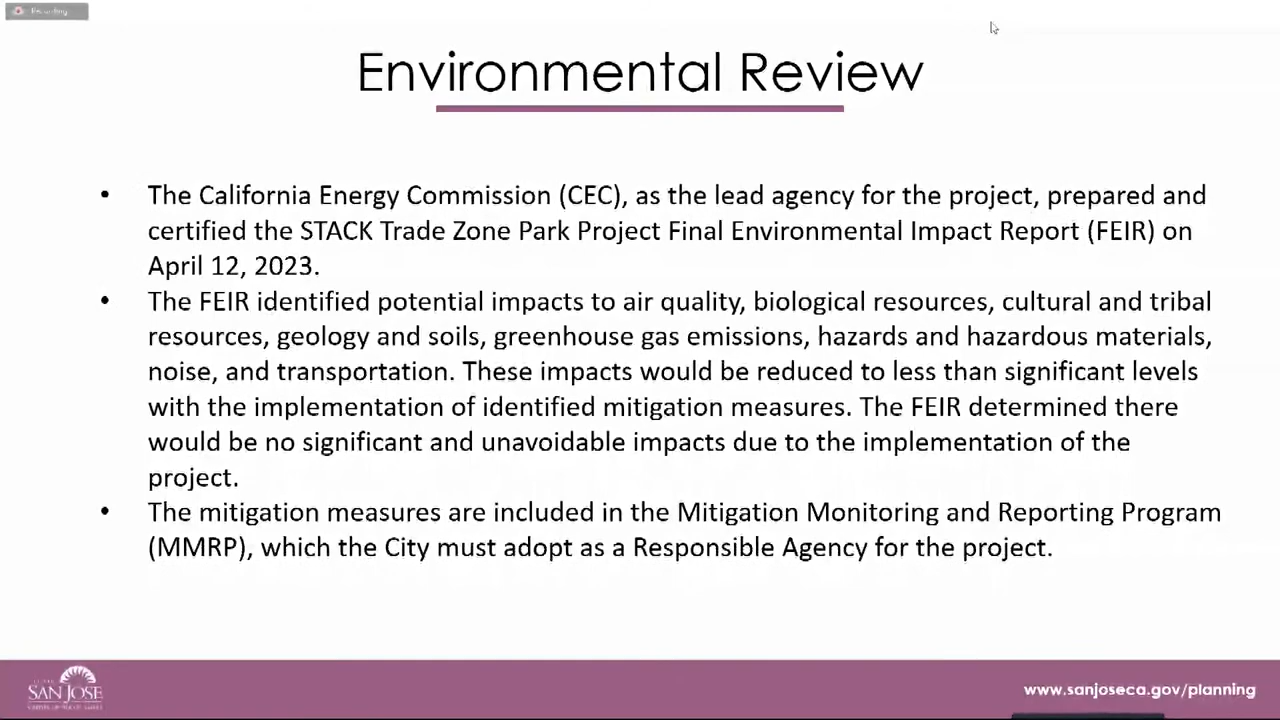 Recording
Environmental Review
• The California Energy Commission (CEC), as the lead agency for the project, prepared and
certified the STACK Trade Zone Park Project Final Environmental Impact Report (FEIR) on
April 12, 2023.
• The FEIR identified potential impacts to air quality, biological resources, cultural and tribal
resources, geology and soils, greenhouse gas emissions, hazards and hazardous materials,
noise, and transportation. These impacts would be reduced to less than significant levels
with the implementation of identified mitigation measures. The FEIR determined there
would be no significant and unavoidable impacts due to the implementation of the
project.
• The mitigation measures are included in the Mitigation Monitoring and Reporting Program
(MMRP), which the City must adopt as a Responsible Agency for the project.
SAN JOSE
www.sanjoseca.gov/planning